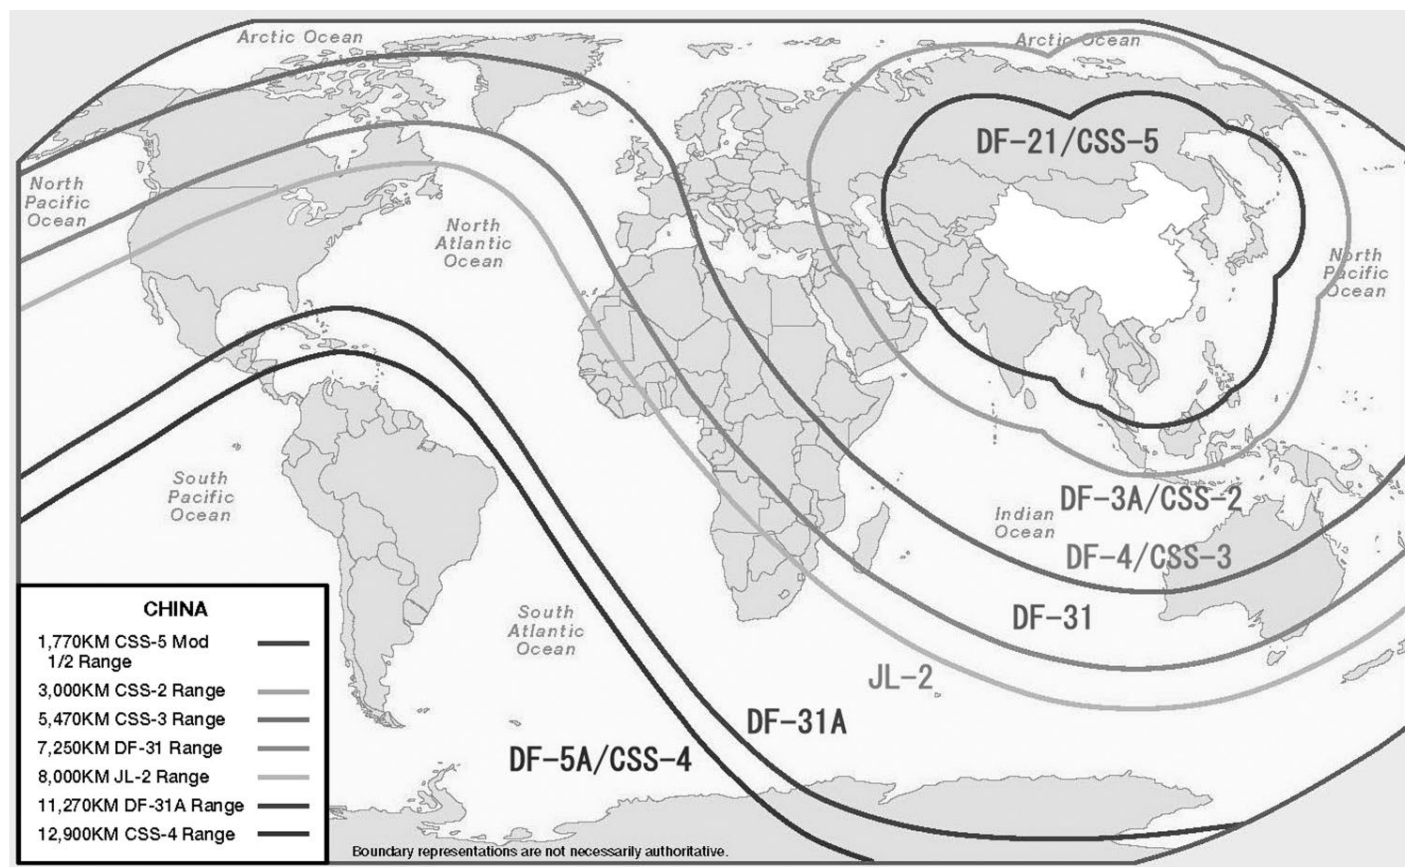 Arctic Ocean
Arctic Ocean
DF-21/CSS-5
North
Pacific
Ocean
North
Atlantic
Ocean
North
Pacific
Ocean
South
Pacific
Ocean
DF-3A/CSS-2
Indian
Ocean
DF-4/CSS-3
DF-31
South
Atlantic
Ocean
JL-2
DF-31A
DF-5A/CSS-4
CHINA
1,770KM CSS-5 Mod
1/2 Range
3,000KM CSS-2 Range
5,470KM CSS-3 Range
7,250KM DF-31 Range
8,000KM JL-2 Range
11,270KM DF-31A Range
12,900KM CSS-4 Range
Boundary representations are not necessarily authoritative.